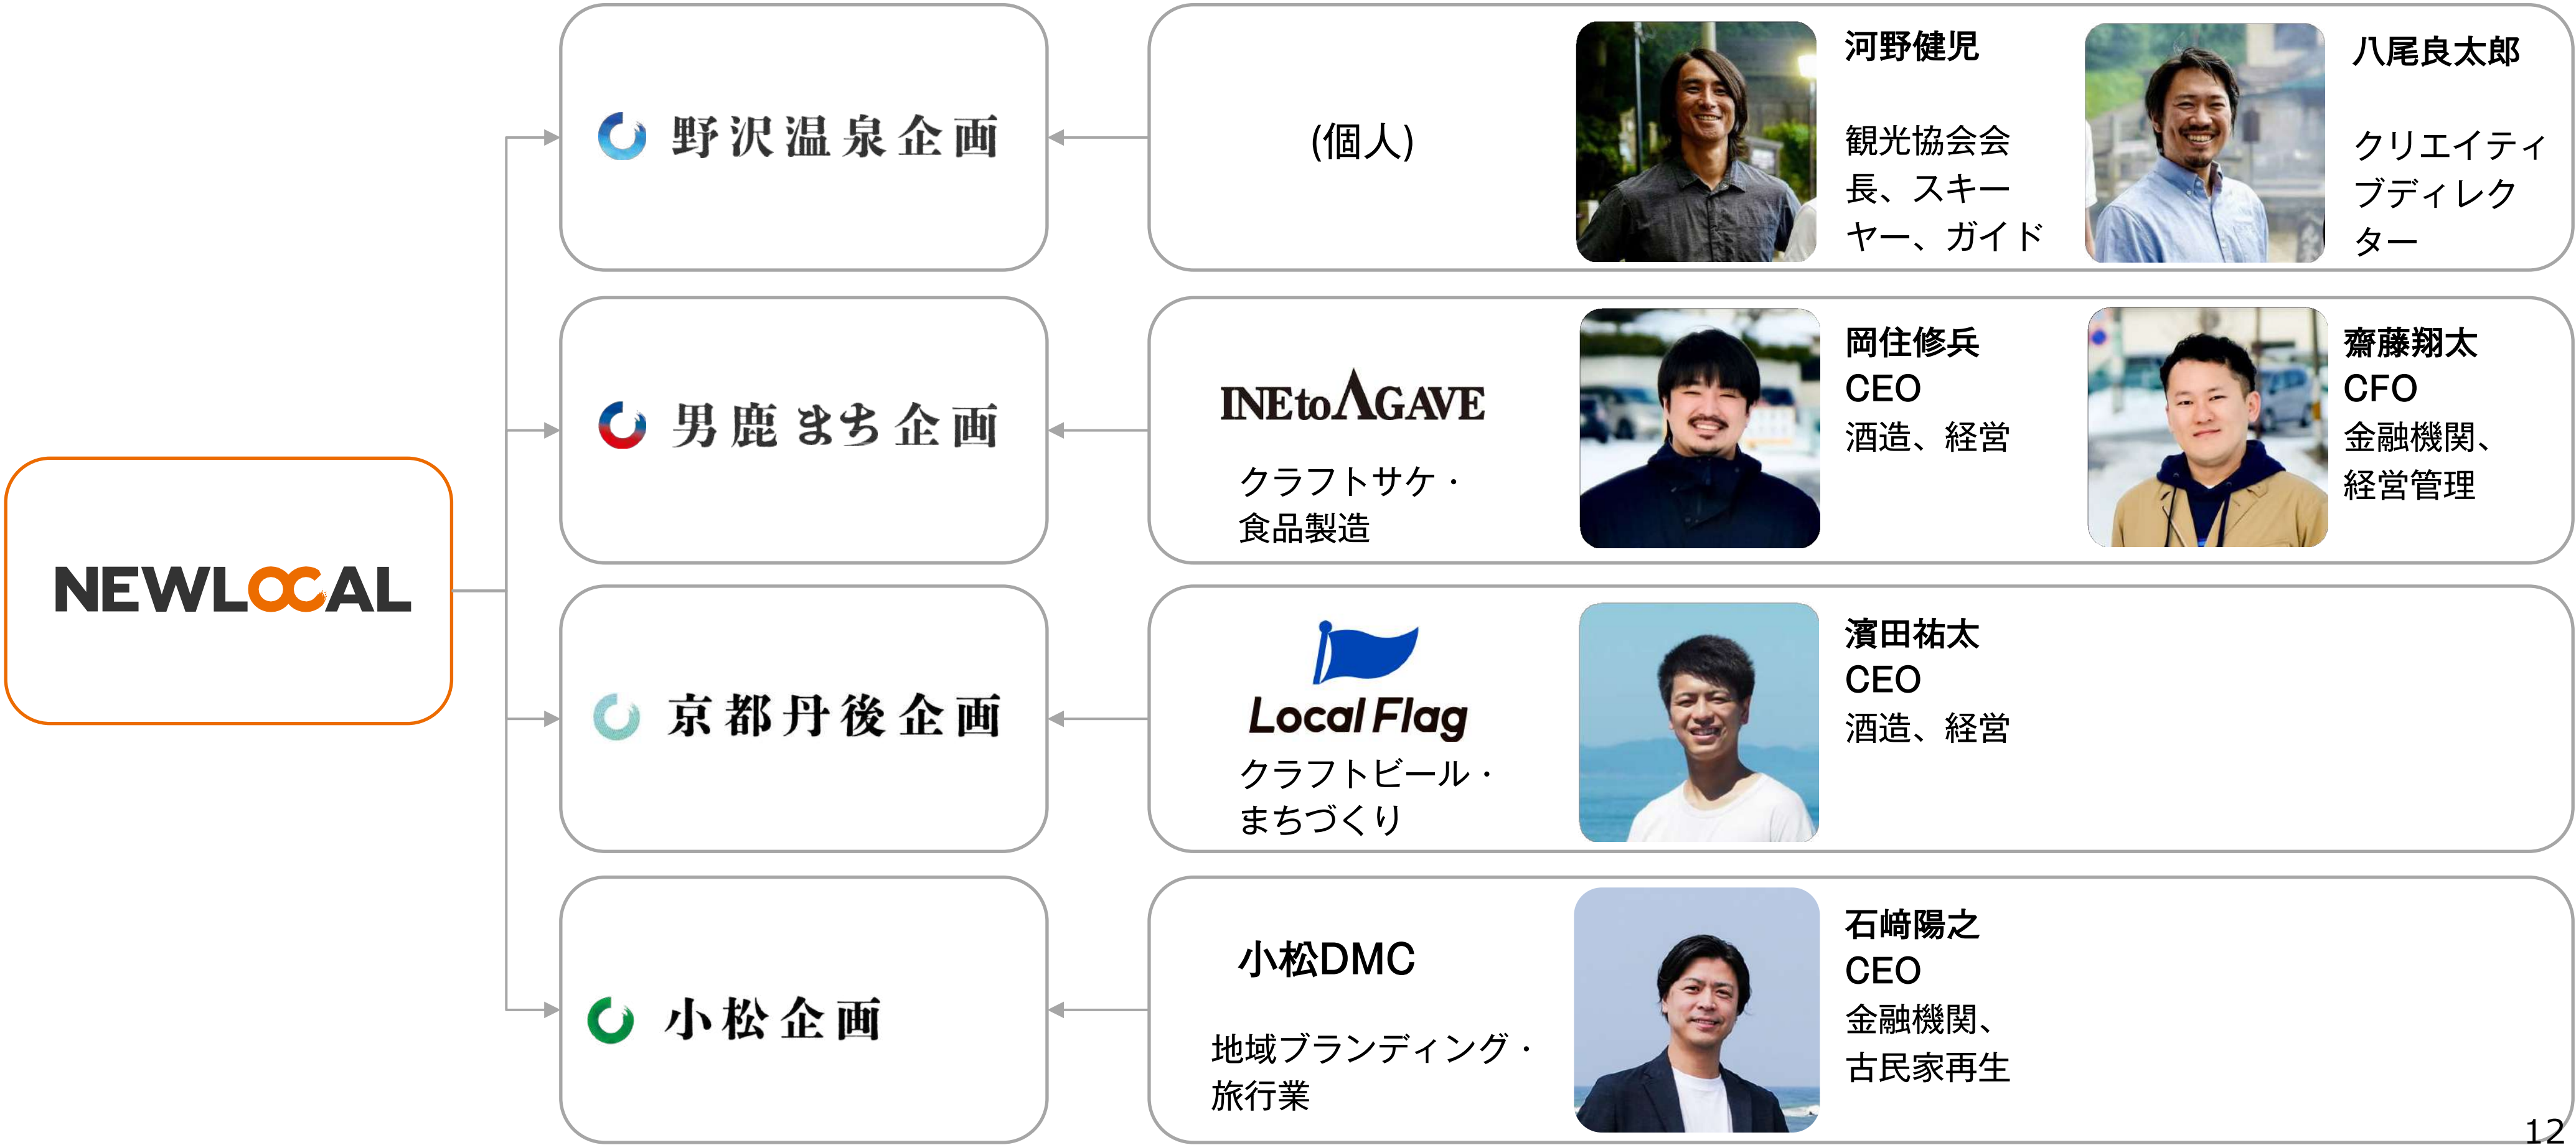 野沢温泉企画
(個人)
河野健児
観光協会会
長、スキー
ヤー、ガイド
八尾良太郎
クリエイティ
ブディレク
ター
男鹿まち企画
INEtoAGAVE
クラフトサケ・
食品製造
岡住修兵
CEO
酒造、経営
齋藤翔太
CFO
金融機関、
経営管理
NEWLOCAL
京都丹後企画
Local Flag
クラフトビール・
まちづくり
濱田祐太
CEO
酒造、経営
小松企画
小松DMC
地域ブランディング・
旅行業
石﨑陽之
CEO
金融機関、
古民家再生
12